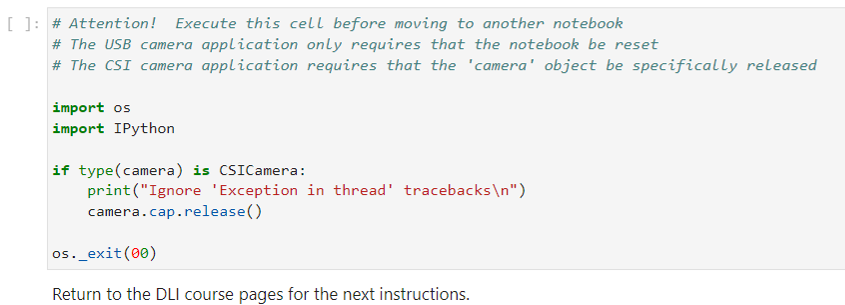 [ ]: # Attention!  Execute this cell before moving to another notebook
# The USB camera application only requires that the notebook be reset
# The CSI camera application requires that the 'camera' object be specifically released

import os
import IPython

if type(camera) is CSICamera:
    print("Ignore 'Exception in thread' tracebacks\n")
    camera.cap.release()

os._exit(00)

Return to the DLI course pages for the next instructions.